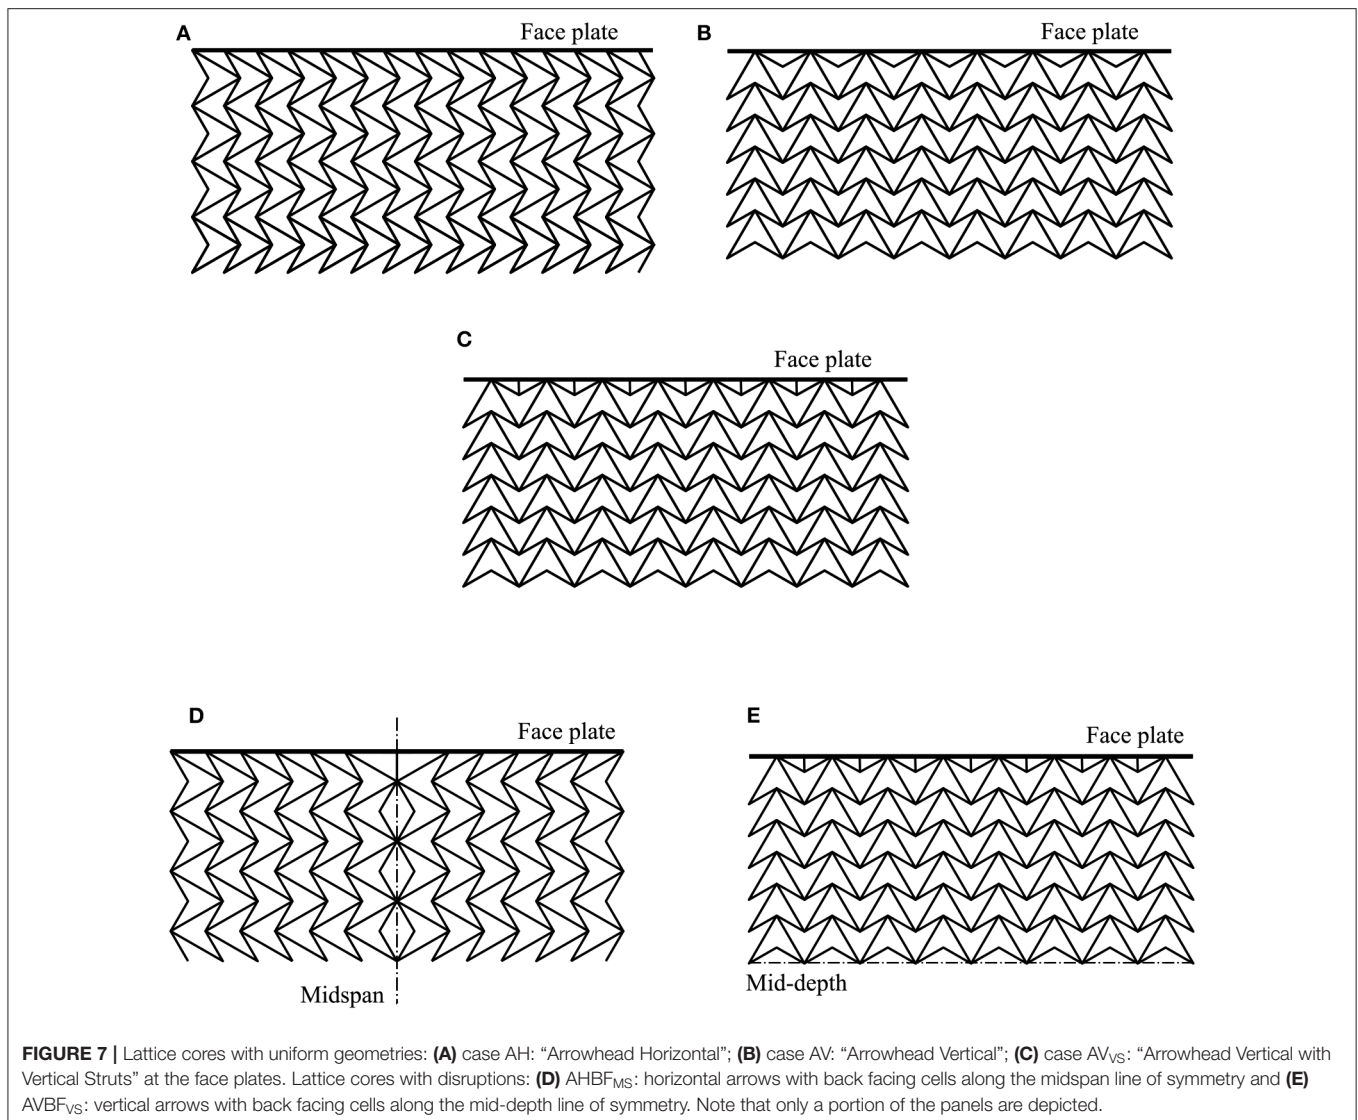 A
Face plate
B
Face plate
C
Face plate
D
Face plate
Midspan
E
Face plate
Mid-depth
FIGURE 7 | Lattice cores with uniform geometries: (A) case AH: “Arrowhead Horizontal”; (B) case AV: “Arrowhead Vertical”; (C) case AVVS: “Arrowhead Vertical with
Vertical Struts” at the face plates. Lattice cores with disruptions: (D) AHBFMS: horizontal arrows with back facing cells along the midspan line of symmetry and (E)
AVBFVS: vertical arrows with back facing cells along the mid-depth line of symmetry. Note that only a portion of the panels are depicted.